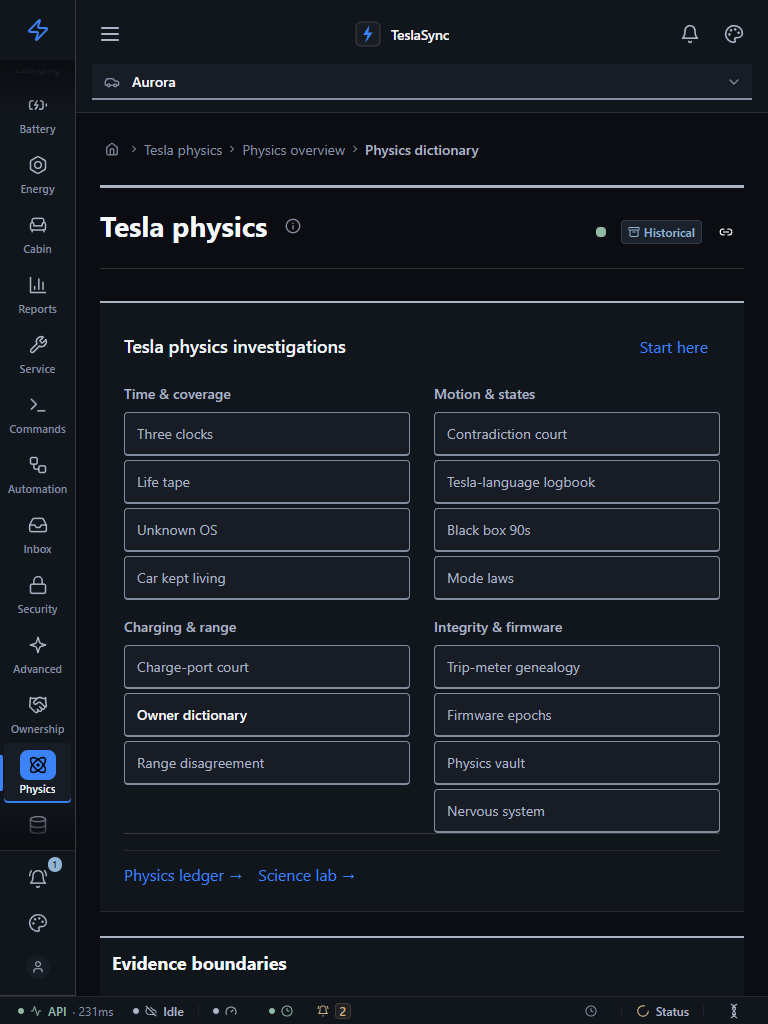 TeslaSync
Aurora
Battery
Energy
Cabin
Reports
Service
Commands
Automation
Inbox
Security
Advanced
Ownership
Physics
1
Tesla physics > Physics overview > Physics dictionary
Tesla physics
Historical
Tesla physics investigations
Start here
Time & coverage
Three clocks
Life tape
Unknown OS
Car kept living
Motion & states
Contradiction court
Tesla-language logbook
Black box 90s
Mode laws
Charging & range
Charge-port court
Owner dictionary
Range disagreement
Integrity & firmware
Trip-meter genealogy
Firmware epochs
Physics vault
Nervous system
Physics ledger → Science lab →
Evidence boundaries
API · 231ms Idle 2 Status